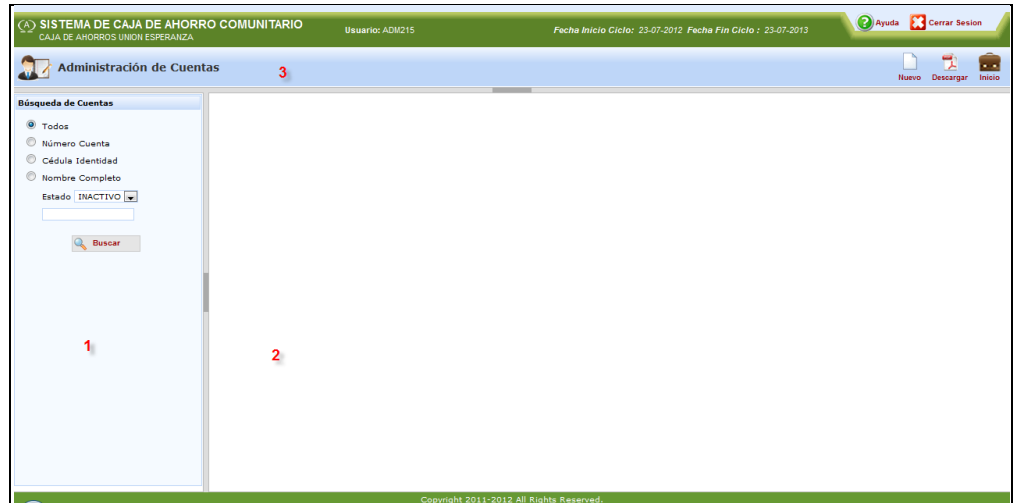 (A) SISTEMA DE CAJA DE AHORRO COMUNITARIO
CAJA DE AHORROS UNION ESPERANZA
Usuario: ADM215
Fecha Inicio Ciclo: 23-07-2012 Fecha Fin Ciclo : 23-07-2013
Ayuda Cerrar Sesion
Administración de Cuentas
3
Nuevo Descargar Inicio
Búsqueda de Cuentas
Todos
Número Cuenta
Cédula Identidad
Nombre Completo
Estado INACTIVO
Buscar
1
2
Copyright 2011-2012 All Rights Reserved.